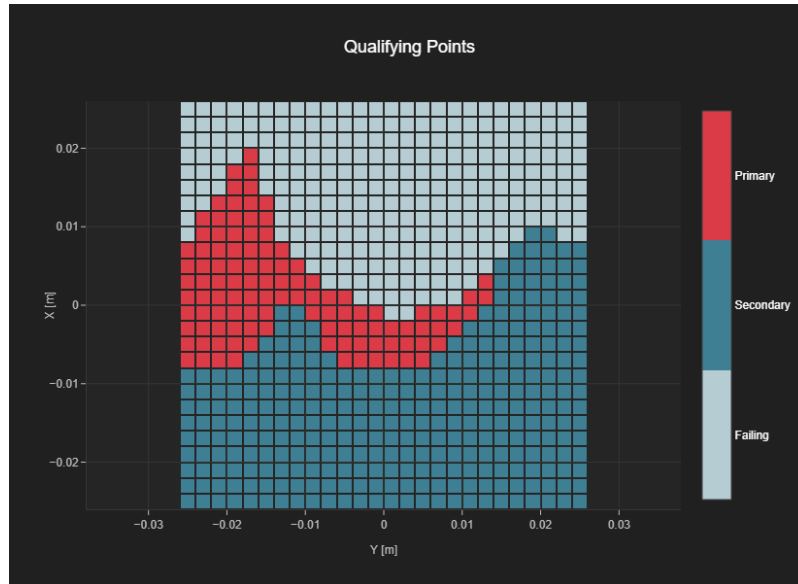 Qualifying Points
Primary
Secondary
Failing
X [m]
0.02
0.01
0
−0.01
−0.02
−0.03
−0.02
−0.01
0
0.01
0.02
0.03
Y [m]